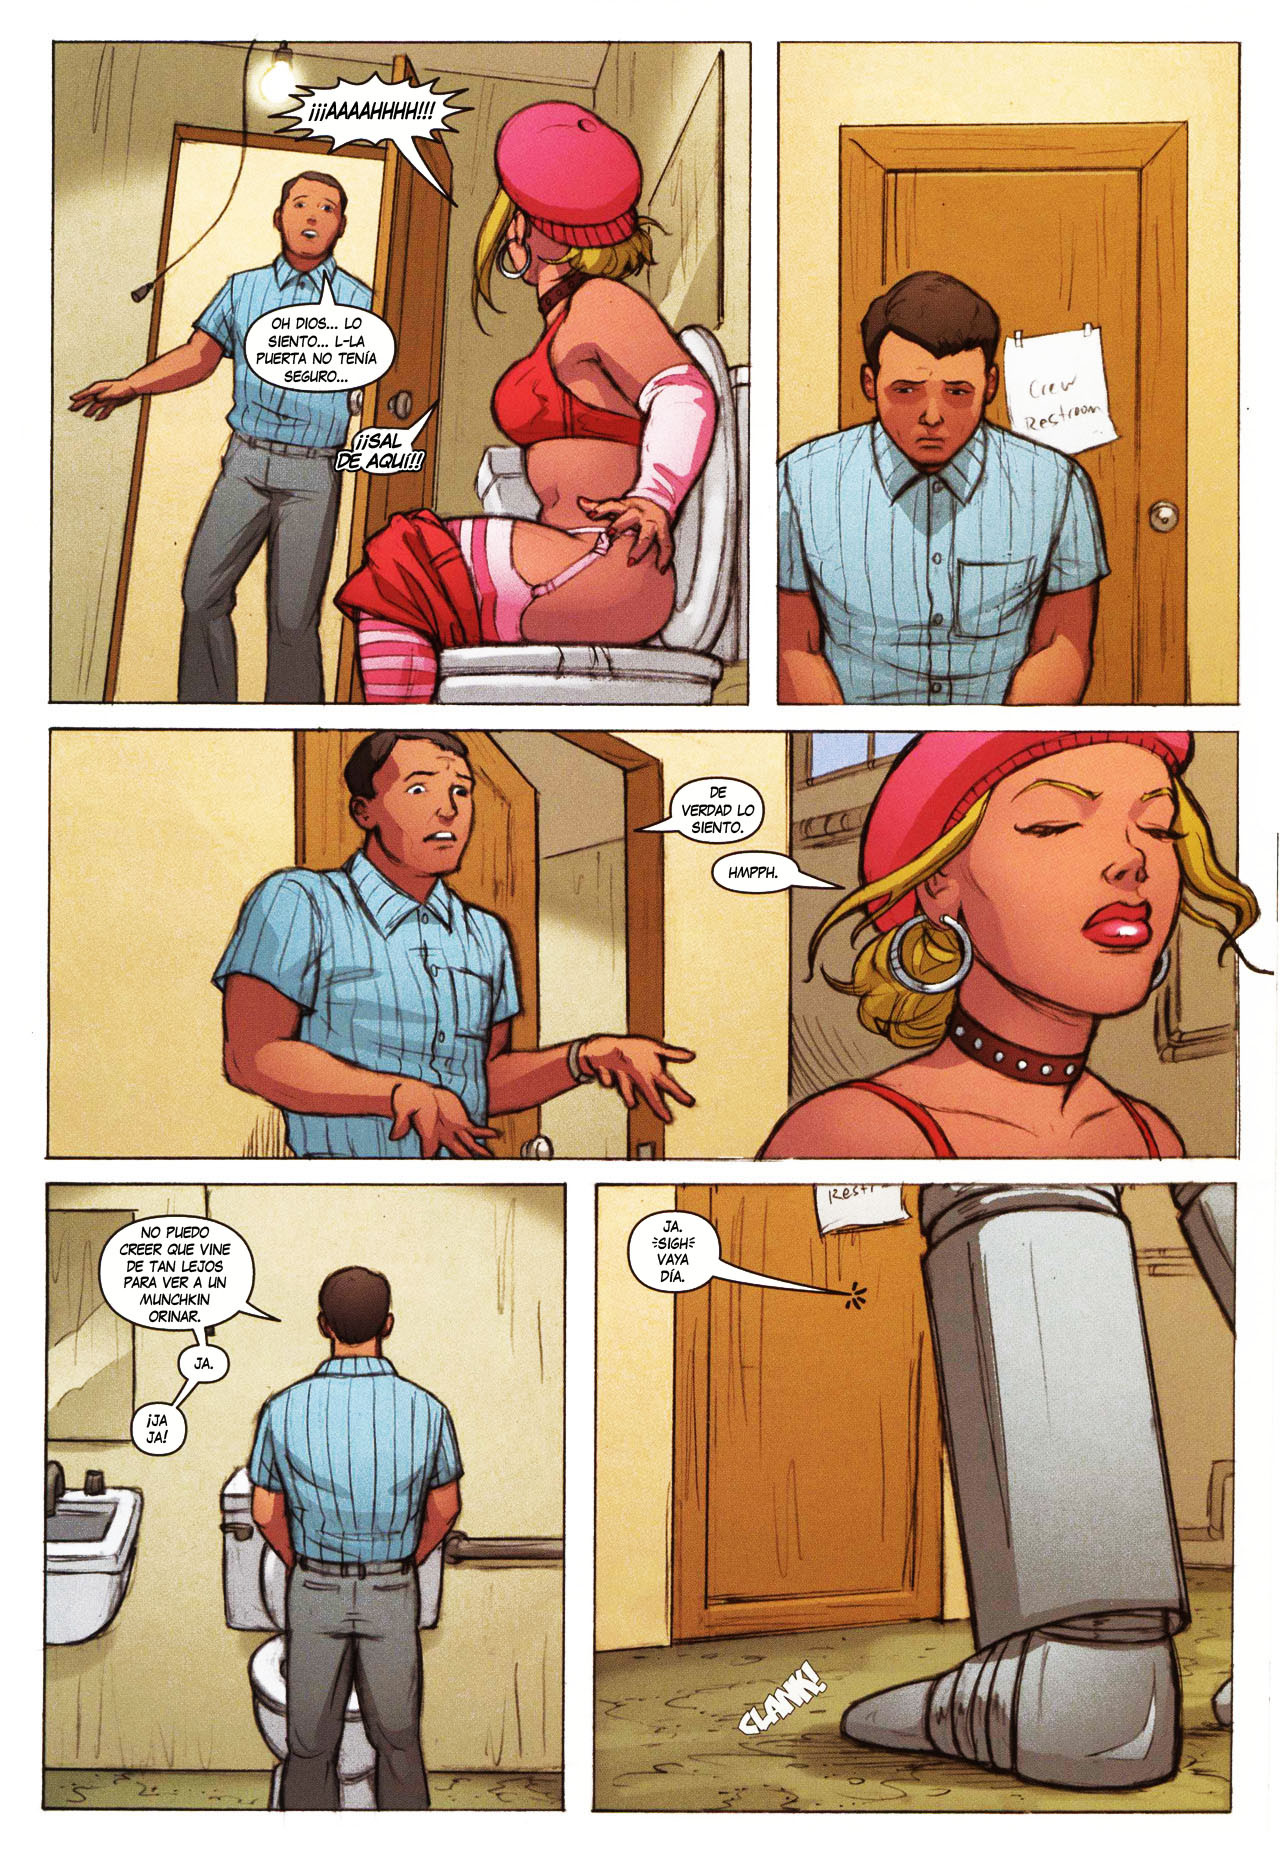 ¡¡¡AAAAHHHH!!!
OH DIOS... LO
SIENTO... L-LA
PUERTA NO TENÍA
SEGURO...
¡¡SAL
DE AQUÍ!!
Crew
Restroom
DE
VERDAD LO
SIENTO.
HMPPH.
NO PUEDO
CREER QUE VINE
DE TAN LEJOS
PARA VER A UN
MUNCHKIN
ORINAR.
JA.
¡JA
JA!
Restr
JA.
SIGH
VAYA
DÍA.
CLANK!